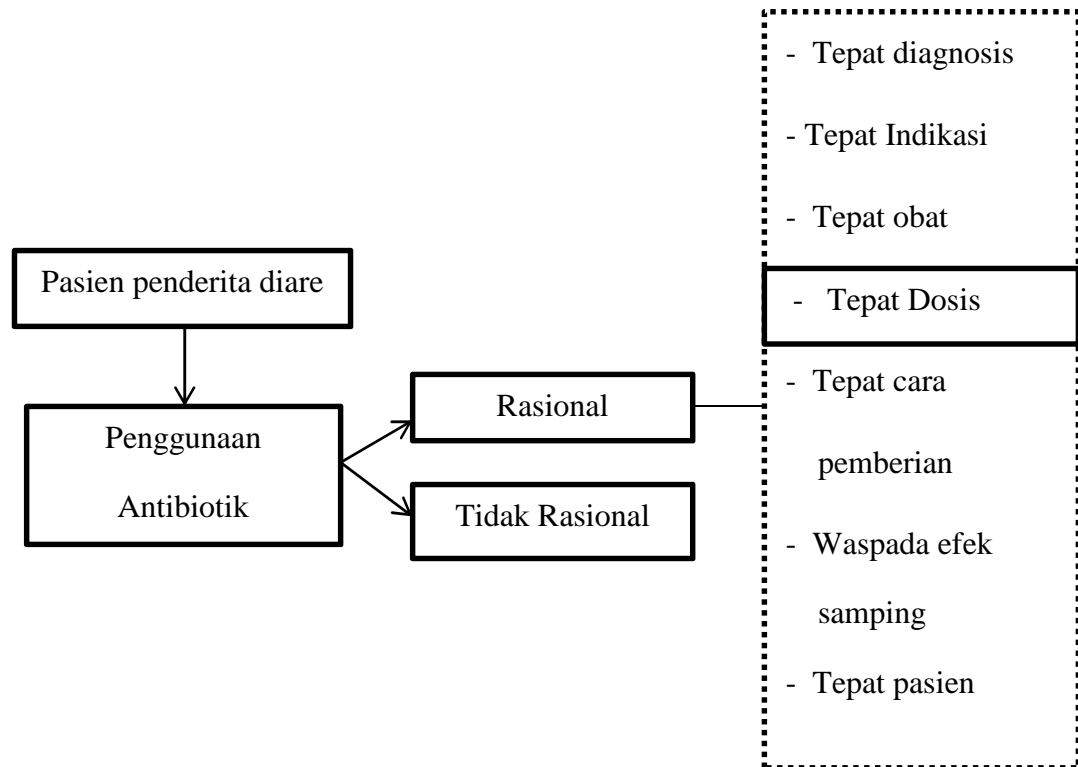 Pasien penderita diare
Penggunaan
Antibiotik
Rasional
Tidak Rasional
- Tepat diagnosis
- Tepat Indikasi
- Tepat obat
- Tepat Dosis
- Tepat cara
pemberian
- Waspada efek
samping
- Tepat pasien